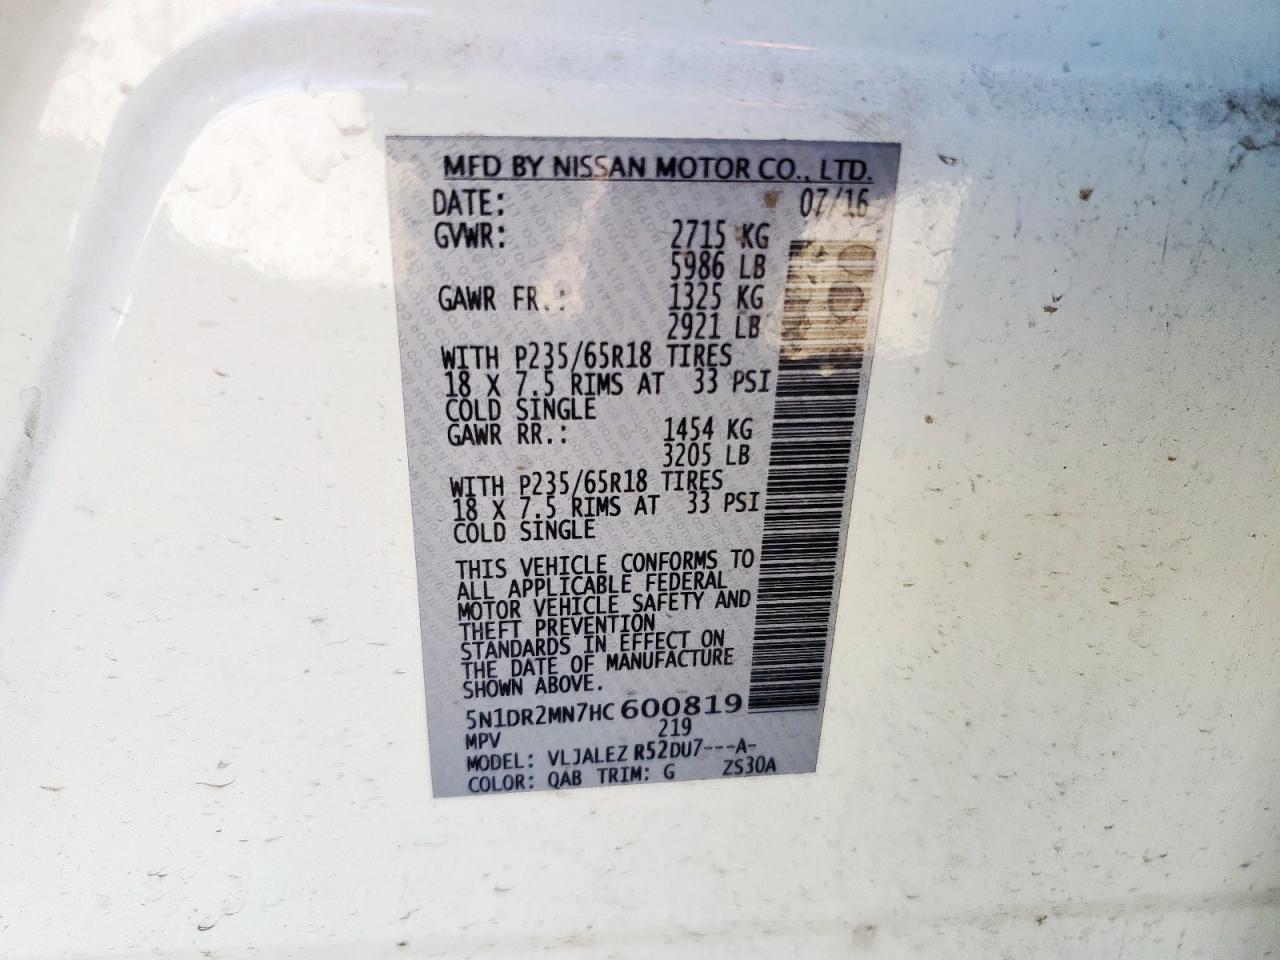 MFD BY NISSAN MOTOR CO., LTD.
DATE: 07/16
GVWR: 2715 KG
5986 LB
GAWR FR.: 1325 KG
2921 LB
WITH P235/65R18 TIRES
18 X 7.5 RIMS AT 33 PSI
COLD SINGLE
GAWR RR.: 1454 KG
3205 LB
WITH P235/65R18 TIRES
18 X 7.5 RIMS AT 33 PSI
COLD SINGLE
THIS VEHICLE CONFORMS TO
ALL APPLICABLE FEDERAL
MOTOR VEHICLE SAFETY AND
THEFT PREVENTION
STANDARDS IN EFFECT ON
THE DATE OF MANUFACTURE
SHOWN ABOVE.
5N1DR2MN7HC600819
MPV 219
MODEL: VLJALEZ R52DU7---A-
COLOR: QAB TRIM: G ZS30A